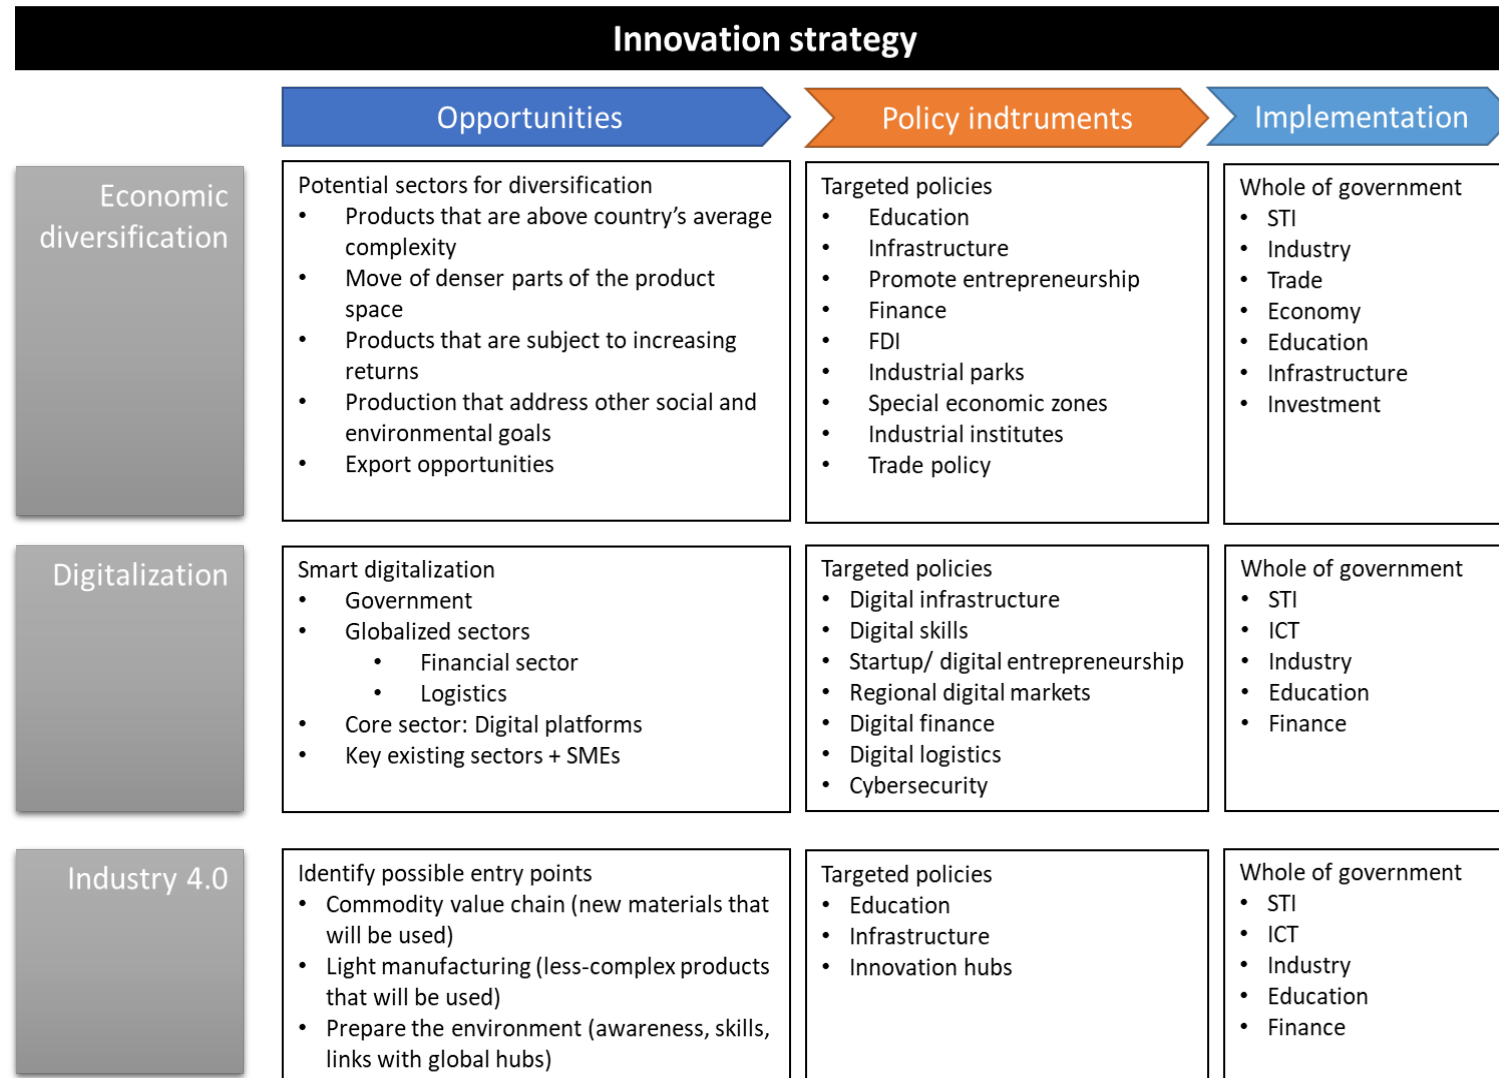 Innovation strategy
Opportunities
Policy indtruments
Implementation
Economic
diversification
Potential sectors for diversification
• Products that are above country's average
complexity
• Move of denser parts of the product
space
• Products that are subject to increasing
returns
• Production that address other social and
environmental goals
• Export opportunities
Targeted policies
• Education
• Infrastructure
• Promote entrepreneurship
• Finance
• FDI
• Industrial parks
• Special economic zones
• Industrial institutes
• Trade policy
Whole of government
• STI
• Industry
• Trade
• Economy
• Education
• Infrastructure
• Investment
Digitalization
Smart digitalization
• Government
• Globalized sectors
• Financial sector
• Logistics
• Core sector: Digital platforms
• Key existing sectors + SMEs
Targeted policies
• Digital infrastructure
• Digital skills
• Startup/ digital entrepreneurship
• Regional digital markets
• Digital finance
• Digital logistics
• Cybersecurity
Whole of government
• STI
• ICT
• Industry
• Education
• Finance
Industry 4.0
Identify possible entry points
• Commodity value chain (new materials that
will be used)
• Light manufacturing (less-complex products
that will be used)
• Prepare the environment (awareness, skills,
links with global hubs)
Targeted policies
• Education
• Infrastructure
• Innovation hubs
Whole of government
• STI
• ICT
• Industry
• Education
• Finance